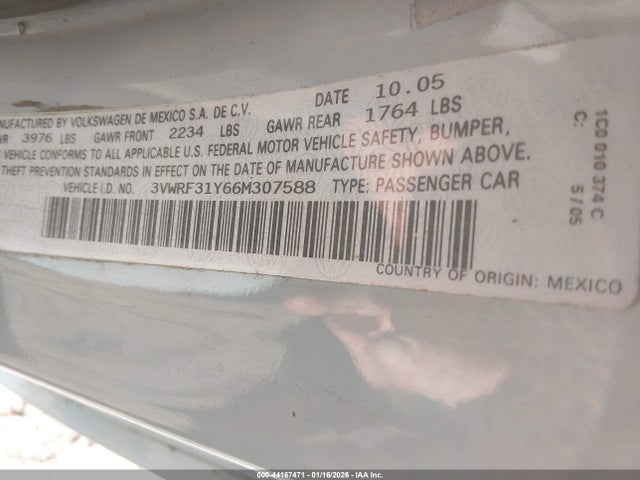 MANUFACTURED BY VOLKSWAGEN DE MEXICO S.A. DE C.V. DATE 10.05
3976 LBS GAWR FRONT 2234 LBS GAWR REAR 1764 LBS
VEHICLE CONFORMS TO ALL APPLICABLE U.S. FEDERAL MOTOR VEHICLE SAFETY, BUMPER,
THEFT PREVENTION STANDARDS IN EFFECT ON THE DATE OF MANUFACTURE SHOWN ABOVE.
VEHICLE I.D. NO. 3VWRF31Y66M307588 TYPE: PASSENGER CAR
COUNTRY OF ORIGIN: MEXICO
1C0 010 374 C
C: 5/05
000-44167471 - 01/16/2026 - IAA Inc.